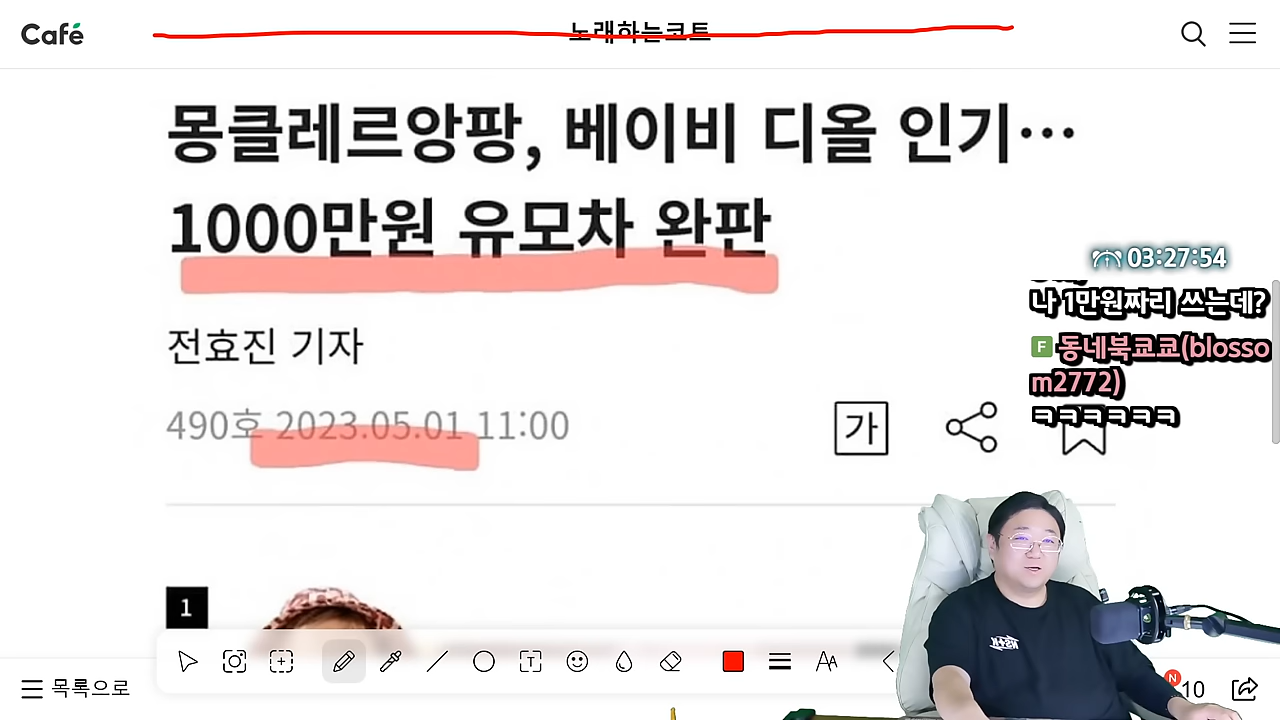 Café
노래하는코트
몽클레르앙팡, 베이비 디올 인기…
1000만원 유모차 완판
03:27:54
나 1만원짜리 쓰는데?
F 동네북쿄쿄(blosso
m2772)
ㅋㅋㅋㅋㅋㅋ
전효진 기자
490호 2023.05.01 11:00
가
1
T
AA
목록으로
N
10